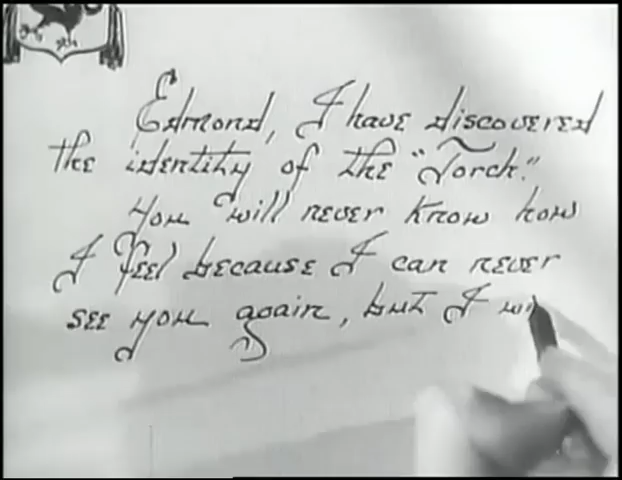 Edmond, I have discovered
the identity of the "Torch."
You will never know how
I feel because I can never
see you again, but I wi